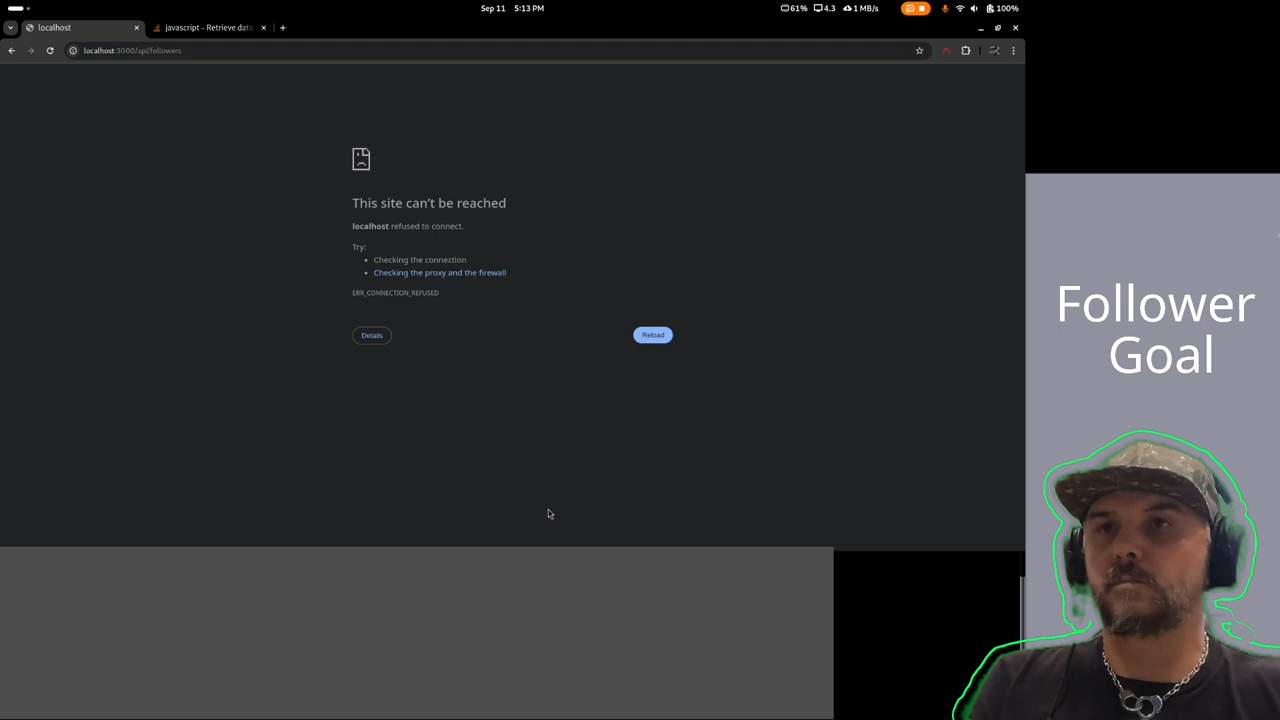 Sep 11 5:13 PM
61% 4.3 1 MB/s 100%
localhost
javascript - Retrieve data
localhost:3000/api/followers
This site can’t be reached
localhost refused to connect.
Try:
• Checking the connection
• Checking the proxy and the firewall
ERR_CONNECTION_REFUSED
Details
Reload
Follower
Goal